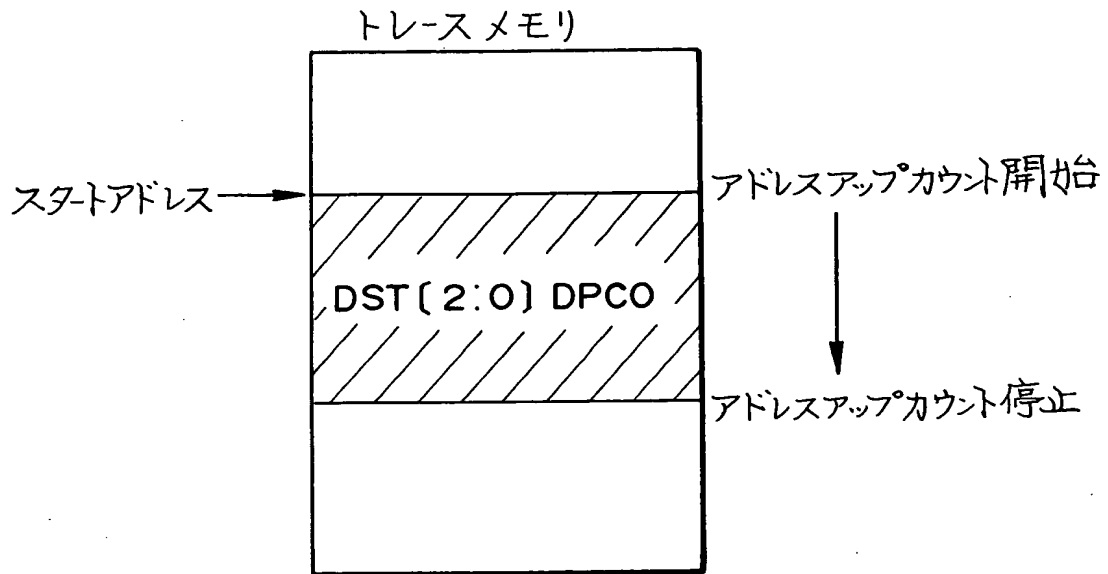 トレースメモリ
スタートアドレス
アドレスアップカウント開始
DST(2:0) DPCO
アドレスアップカウント停止